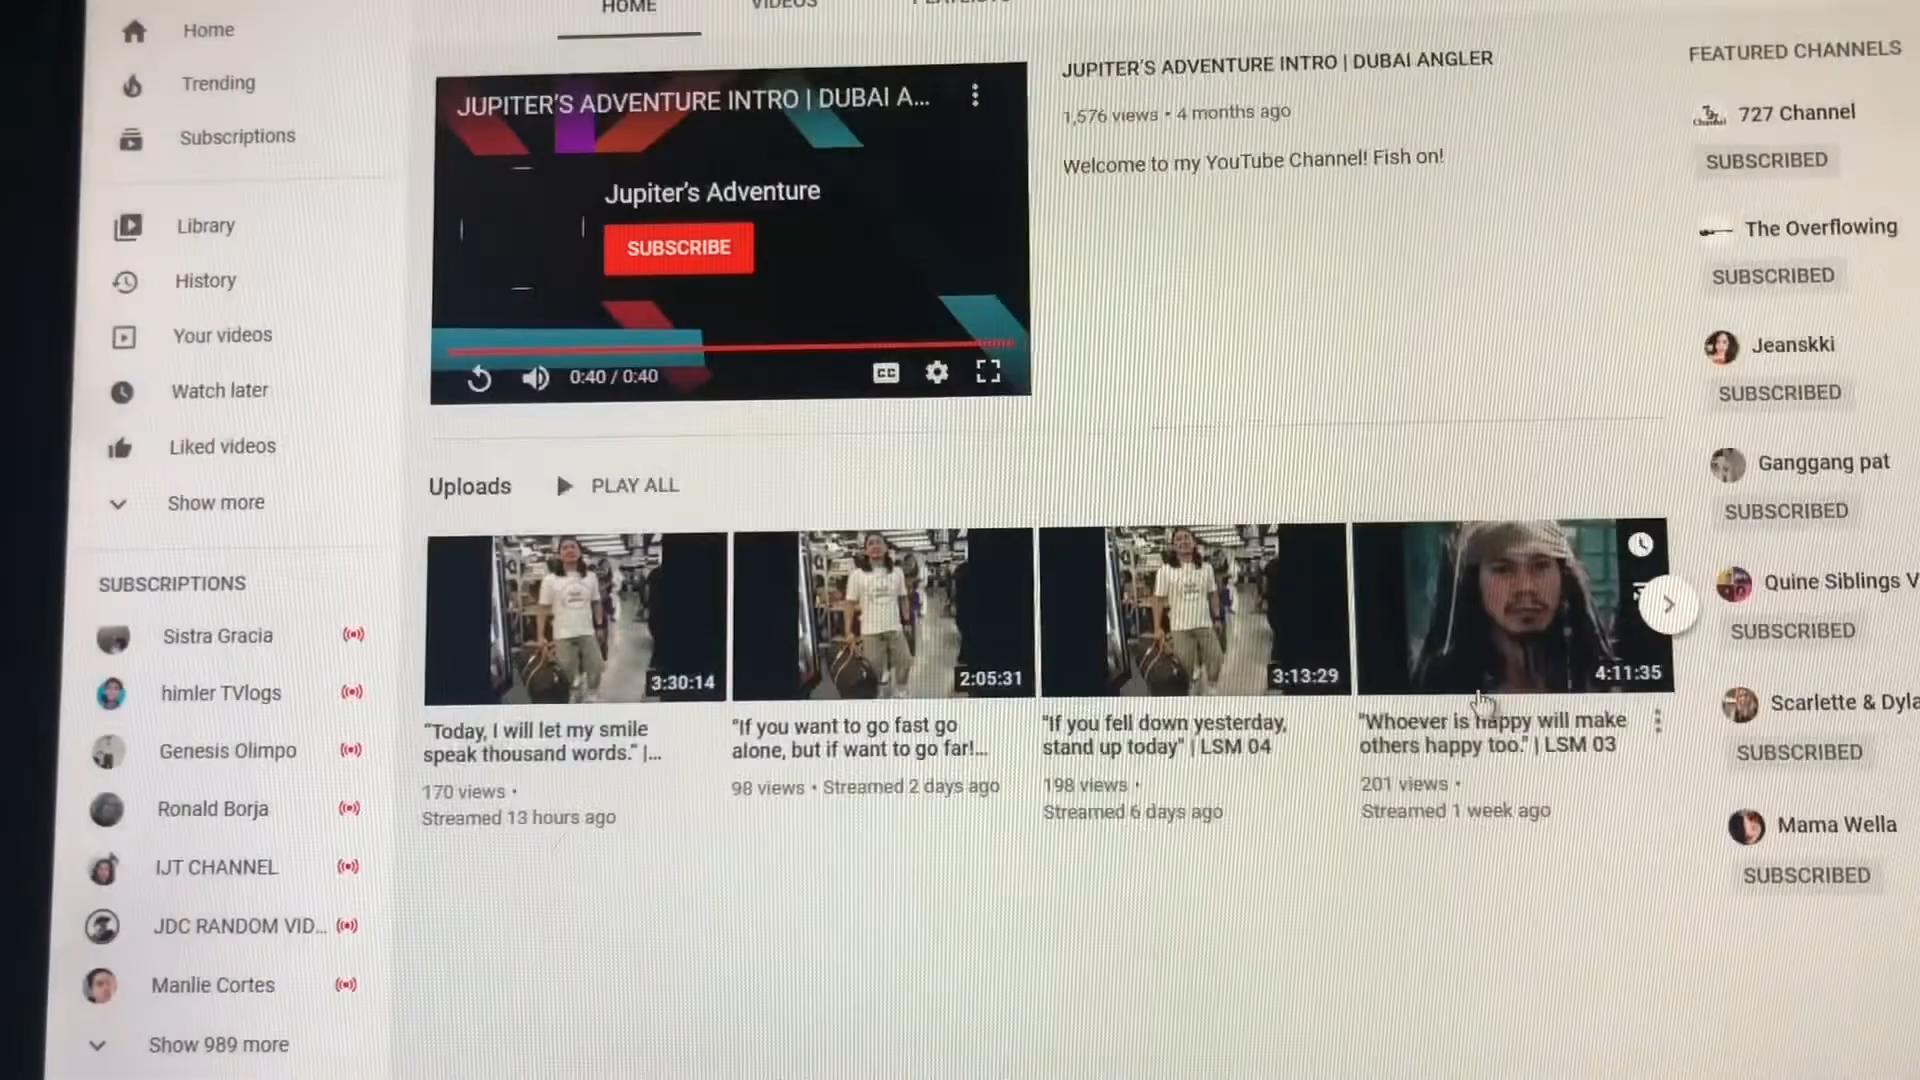 HOME
VIDEOS
Home
Trending
Subscriptions
Library
History
Your videos
Watch later
Liked videos
Show more
SUBSCRIPTIONS
Sistra Gracia
himler TVlogs
Genesis Olimpo
Ronald Borja
IJT CHANNEL
JDC RANDOM VID...
Manlie Cortes
Show 989 more
JUPITER'S ADVENTURE INTRO | DUBAI A...
Jupiter's Adventure
SUBSCRIBE
0:40 / 0:40
CC
JUPITER'S ADVENTURE INTRO | DUBAI ANGLER
1,576 views • 4 months ago
Welcome to my YouTube Channel! Fish on!
Uploads
PLAY ALL
3:30:14
"Today, I will let my smile
speak thousand words." |...
170 views •
Streamed 13 hours ago
2:05:31
"If you want to go fast go
alone, but if want to go far!...
98 views • Streamed 2 days ago
3:13:29
"If you fell down yesterday,
stand up today" | LSM 04
198 views •
Streamed 6 days ago
4:11:35
"Whoever is happy will make
others happy too." | LSM 03
201 views •
Streamed 1 week ago
FEATURED CHANNELS
727 Channel
SUBSCRIBED
The Overflowing
SUBSCRIBED
Jeanskki
SUBSCRIBED
Ganggang pat
SUBSCRIBED
Quine Siblings V
SUBSCRIBED
Scarlette & Dyla
SUBSCRIBED
Mama Wella
SUBSCRIBED